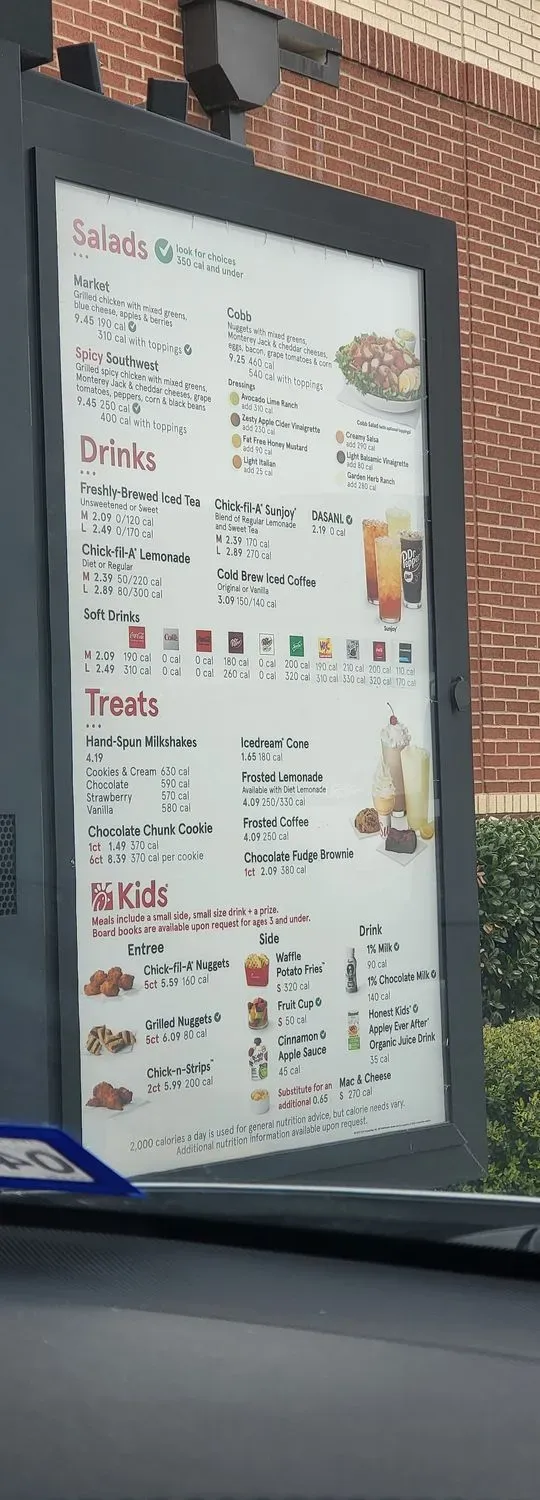 Salads
look for choices
350 cal and under
Market
Grilled chicken with mixed greens,
blue cheese, apples & berries
9.45 190 cal
310 cal with toppings
Spicy Southwest
Grilled spicy chicken with mixed greens,
Monterey Jack & cheddar cheeses, grape
tomatoes, peppers, corn & black beans
9.45 250 cal
400 cal with toppings
Cobb
Nuggets with mixed greens,
Monterey Jack & cheddar cheeses,
eggs, bacon, grape tomatoes & corn
9.25 460 cal
540 cal with toppings
Cobb Salad (with optional toppings)
Dressings
Avocado Lime Ranch
add 310 cal
Zesty Apple Cider Vinaigrette
add 230 cal
Fat Free Honey Mustard
add 90 cal
Light Italian
add 25 cal
Creamy Salsa
add 290 cal
Light Balsamic Vinaigrette
add 80 cal
Garden Herb Ranch
add 280 cal
Drinks
Freshly-Brewed Iced Tea
Unsweetened or Sweet
M 2.09 0/120 cal
L 2.49 0/170 cal
Chick-fil-A® Lemonade
Diet or Regular
M 2.39 50/220 cal
L 2.89 80/300 cal
Chick-fil-A® Sunjoy®
Blend of Regular Lemonade
and Sweet Tea
M 2.39 170 cal
L 2.89 270 cal
Cold Brew Iced Coffee
Original or Vanilla
3.09 150/140 cal
DASANI®
2.19 0 cal
Dr Pepper
Sunjoy®
Soft Drinks
M 2.09 190 cal 0 cal 0 cal 180 cal 0 cal 200 cal 190 cal 210 cal 200 cal 110 cal
L 2.49 310 cal 0 cal 0 cal 260 cal 0 cal 320 cal 310 cal 330 cal 320 cal 170 cal
Treats
Hand-Spun Milkshakes
4.19
Cookies & Cream 630 cal
Chocolate 590 cal
Strawberry 570 cal
Vanilla 580 cal
Chocolate Chunk Cookie
1ct 1.49 370 cal
6ct 8.39 370 cal per cookie
Icedream® Cone
1.65 180 cal
Frosted Lemonade
Available with Diet Lemonade
4.09 250/330 cal
Frosted Coffee
4.09 250 cal
Chocolate Fudge Brownie
1ct 2.09 380 cal
Kids®
Meals include a small side, small size drink + a prize.
Board books are available upon request for ages 3 and under.
Entree
Chick-fil-A® Nuggets
5ct 5.59 160 cal
Grilled Nuggets
5ct 6.09 80 cal
Chick-n-Strips™
2ct 5.99 200 cal
Side
Waffle
Potato Fries™
S 320 cal
Fruit Cup
S 50 cal
Cinnamon
Apple Sauce
45 cal
Substitute for an
additional 0.65
Mac & Cheese
S 270 cal
Drink
1% Milk
90 cal
1% Chocolate Milk
140 cal
Honest Kids®
Appley Ever After®
Organic Juice Drink
35 cal
2,000 calories a day is used for general nutrition advice, but calorie needs vary.
Additional nutrition information available upon request.